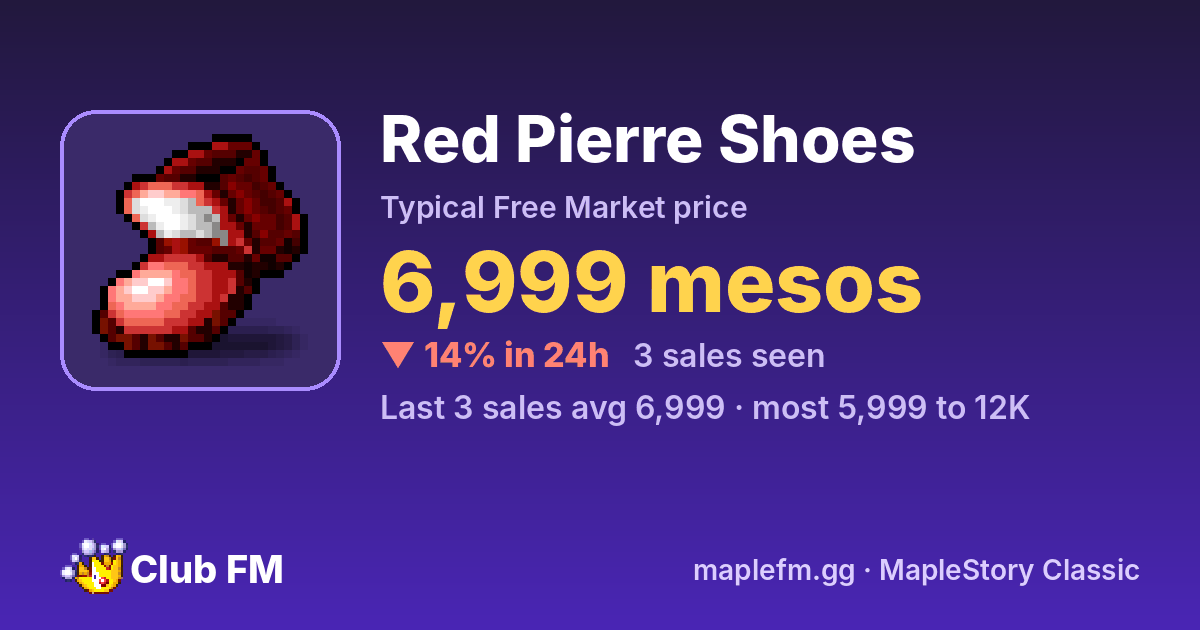 Red Pierre Shoes
Typical Free Market price
6,999 mesos
▼ 14% in 24h 3 sales seen
Last 3 sales avg 6,999 · most 5,999 to 12K
Club FM
maplefm.gg · MapleStory Classic